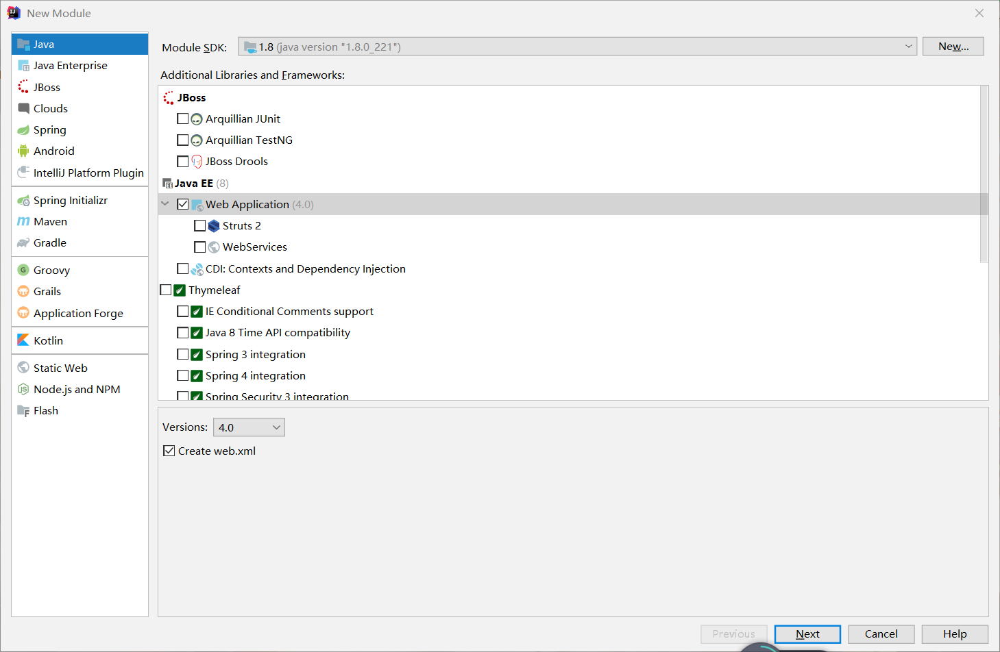 New Module
Java
Java Enterprise
JBoss
Clouds
Spring
Android
IntelliJ Platform Plugin
Spring Initializr
Maven
Gradle
Groovy
Grails
Application Forge
Kotlin
Static Web
Node.js and NPM
Flash
Module SDK: 1.8 (java version "1.8.0_221") New...
Additional Libraries and Frameworks:
JBoss
Arquillian JUnit
Arquillian TestNG
JBoss Drools
Java EE (8)
Web Application (4.0)
Struts 2
WebServices
CDI: Contexts and Dependency Injection
Thymeleaf
IE Conditional Comments support
Java 8 Time API compatibility
Spring 3 integration
Spring 4 integration
Spring Security 3 integration
Versions: 4.0
Create web.xml
Previous Next Cancel Help